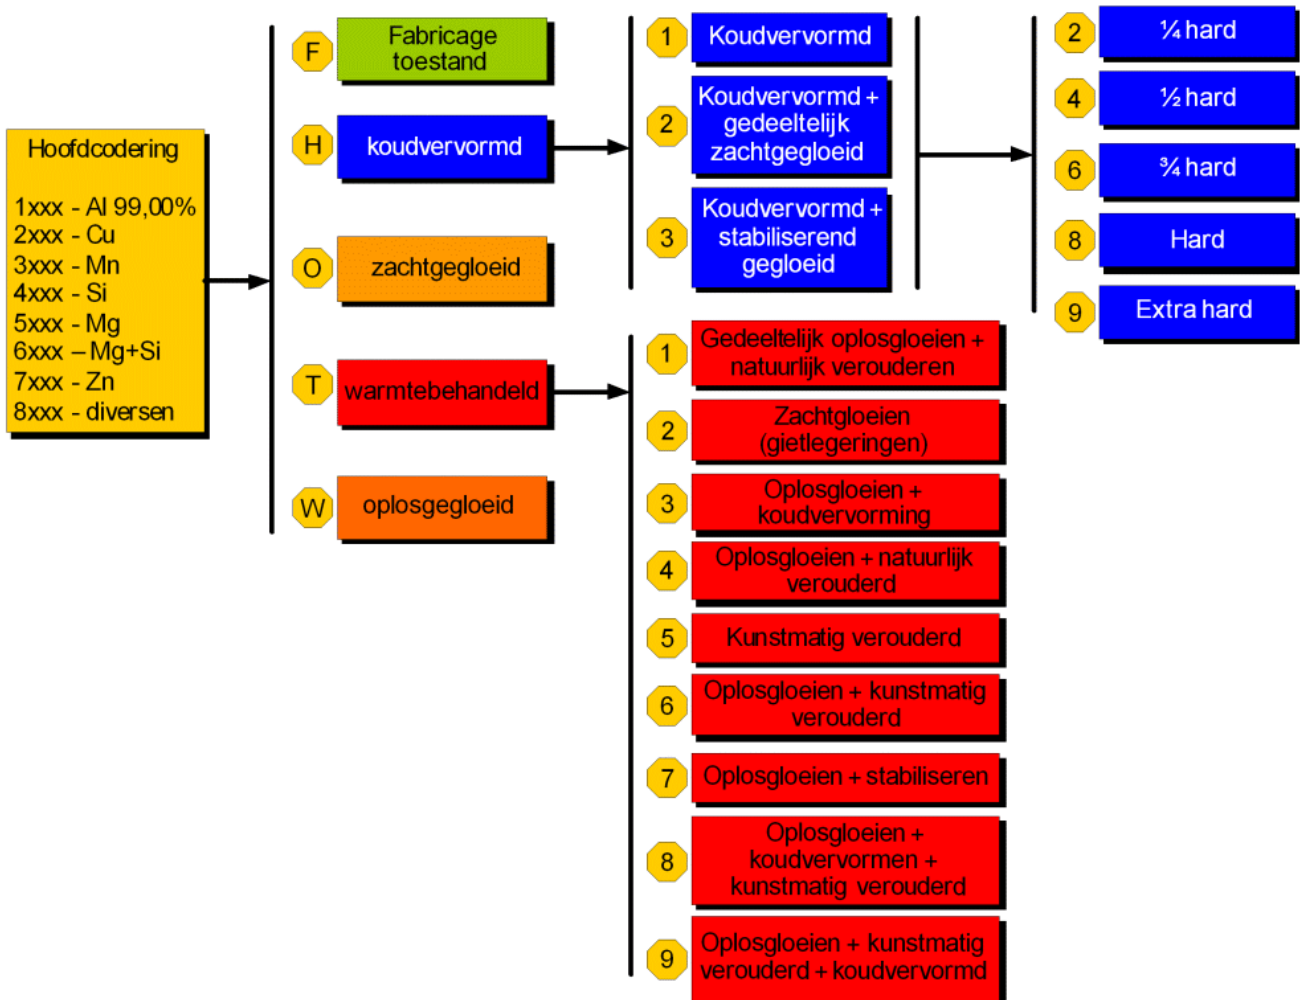 Hoofdcodering
1xxx - Al 99,00%
2xxx - Cu
3xxx - Mn
4xxx - Si
5xxx - Mg
6xxx – Mg+Si
7xxx - Zn
8xxx - diversen
F
Fabricage
toestand
H
koudvervormd
O
zachtgegloeid
T
warmtebehandeld
W
oplosgegloeid
1
Koudvervormd
2
Koudvervormd +
gedeeltelijk
zachtgegloeid
3
Koudvervormd +
stabiliserend
gegloeid
2
¼ hard
4
½ hard
6
¾ hard
8
Hard
9
Extra hard
1
Gedeeltelijk oplosgloeien +
natuurlijk verouderen
2
Zachtgloeien
(gietlegeringen)
3
Oplosgloeien +
koudvervorming
4
Oplosgloeien + natuurlijk
verouderd
5
Kunstmatig verouderd
6
Oplosgloeien + kunstmatig
verouderd
7
Oplosgloeien + stabiliseren
8
Oplosgloeien +
koudvervormen +
kunstmatig verouderd
9
Oplosgloeien + kunstmatig
verouderd + koudvervormd